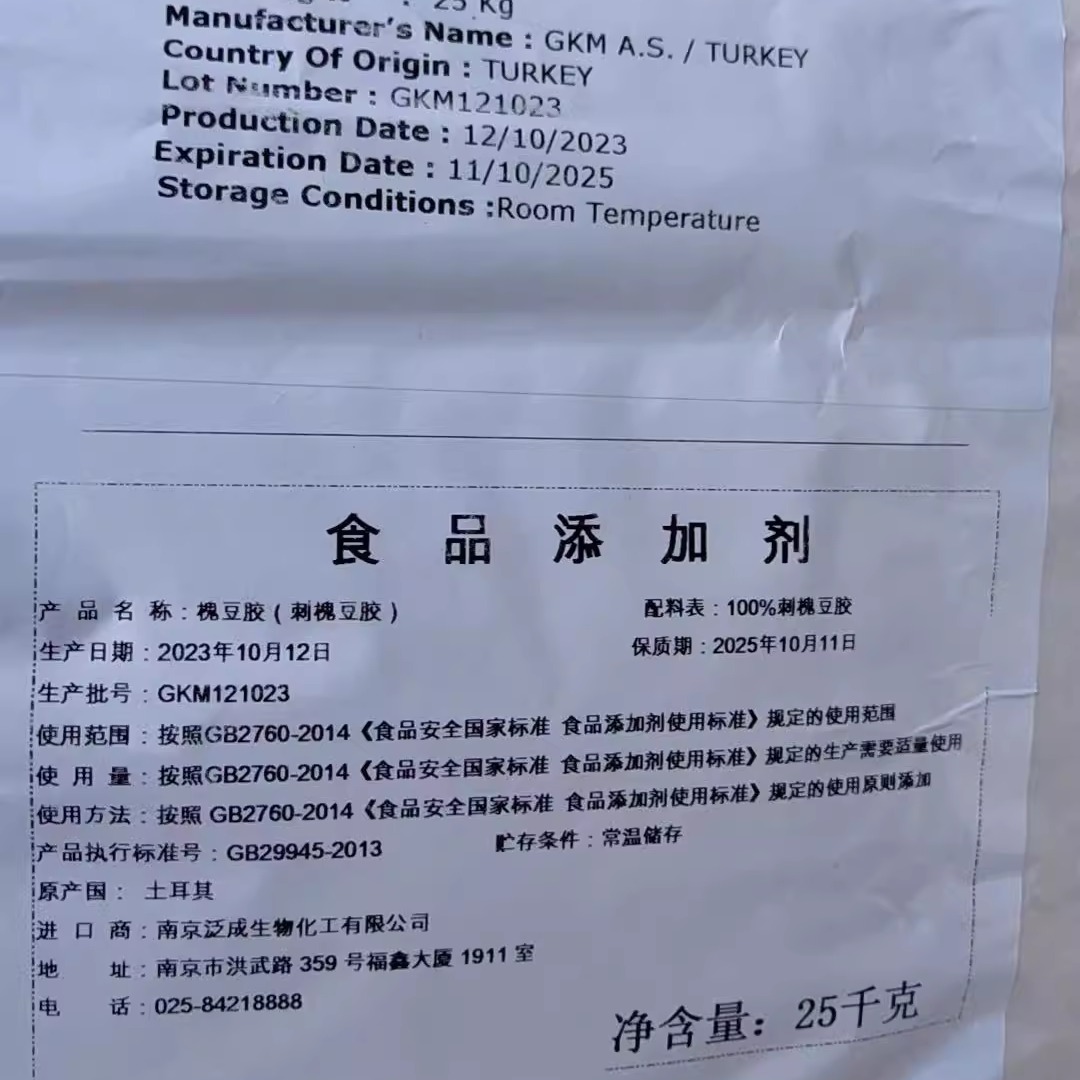 : 25 Kg
Manufacturer's Name : GKM A.S. / TURKEY
Country Of Origin : TURKEY
Lot Number : GKM121023
Production Date : 12/10/2023
Expiration Date : 11/10/2025
Storage Conditions :Room Temperature
食品添加剂
产品名称：槐豆胶（刺槐豆胶） 配料表：100%刺槐豆胶
生产日期：2023年10月12日 保质期：2025年10月11日
生产批号：GKM121023
使用范围：按照GB2760-2014《食品安全国家标准 食品添加剂使用标准》规定的使用范围
使用量：按照GB2760-2014《食品安全国家标准 食品添加剂使用标准》规定的生产需要适量使用
使用方法：按照 GB2760-2014《食品安全国家标准 食品添加剂使用标准》规定的使用原则添加
产品执行标准号：GB29945-2013 贮存条件：常温储存
原产国： 土耳其
进口商：南京泛成生物化工有限公司
地址：南京市洪武路 359 号福鑫大厦 1911 室
电话：025-84218888
净含量：25千克